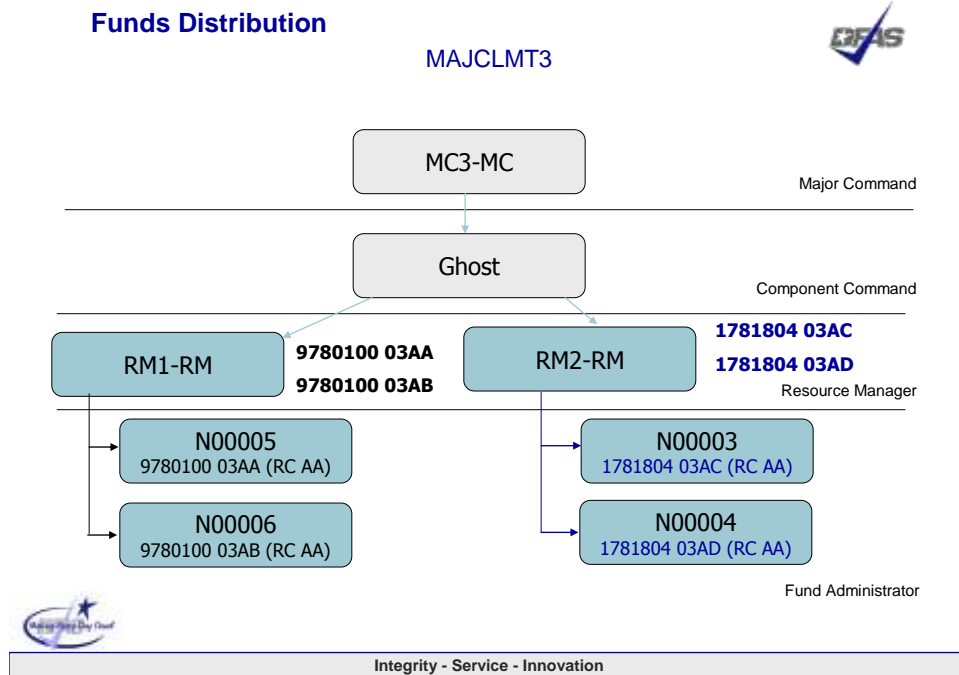 Funds Distribution
DFAS
MAJCLMT3
MC3-MC
Major Command
Ghost
Component Command
RM1-RM
9780100 03AA
9780100 03AB
RM2-RM
1781804 03AC
1781804 03AD
Resource Manager
N00005
9780100 03AA (RC AA)
N00003
1781804 03AC (RC AA)
N00006
9780100 03AB (RC AA)
N00004
1781804 03AD (RC AA)
Fund Administrator
Integrity - Service - Innovation